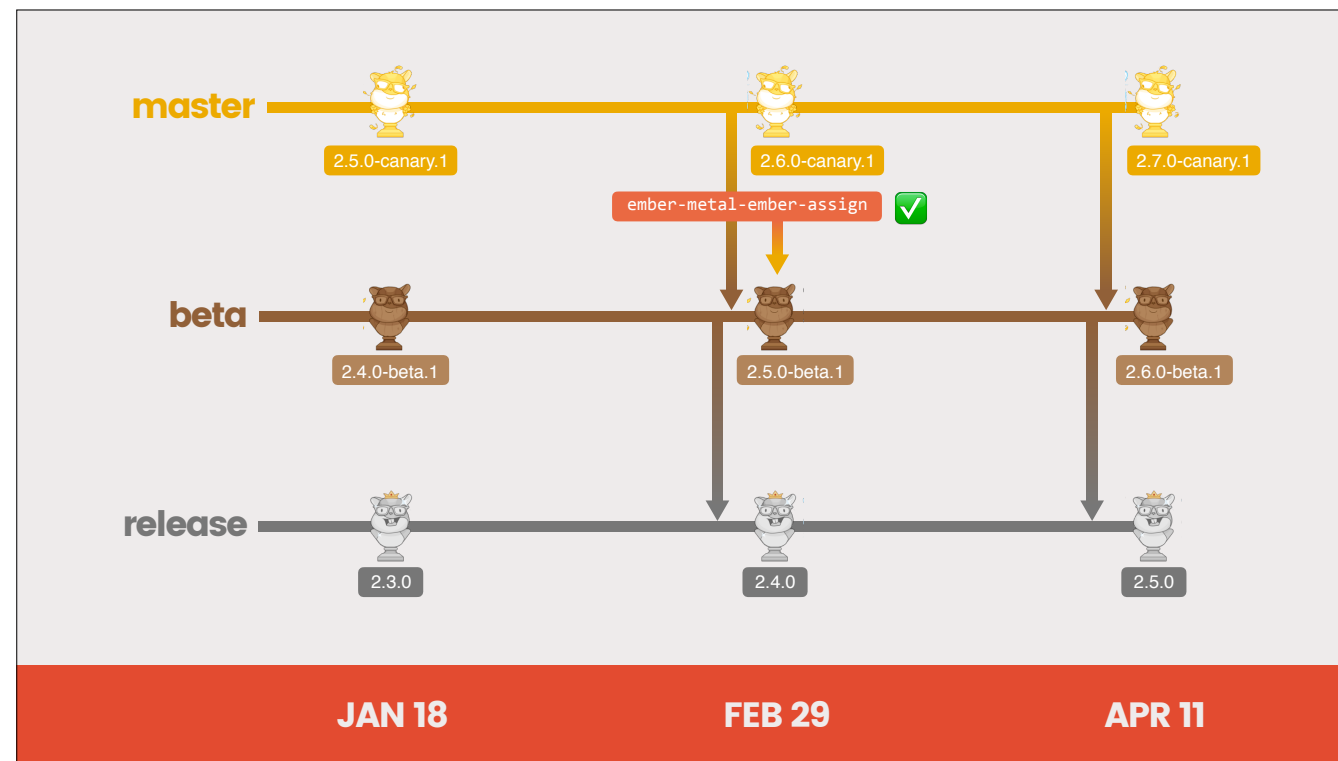 master
2.5.0-canary.1
2.6.0-canary.1
2.7.0-canary.1
ember-metal-ember-assign
beta
2.4.0-beta.1
2.5.0-beta.1
2.6.0-beta.1
release
2.3.0
2.4.0
2.5.0
JAN 18
FEB 29
APR 11